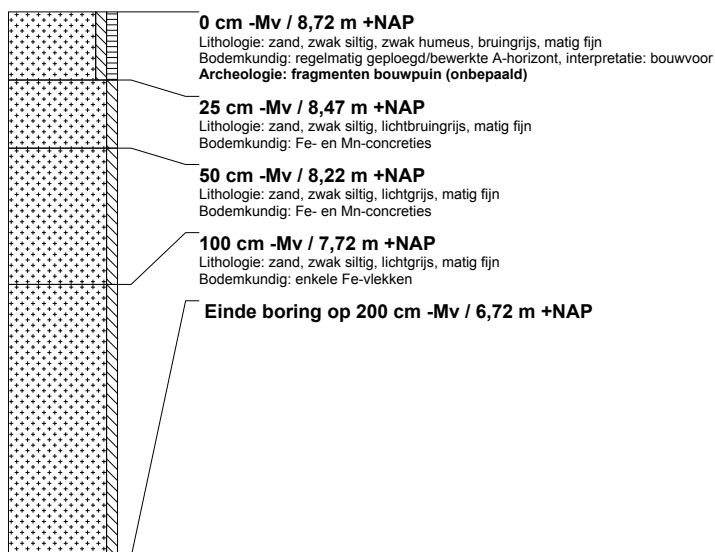 0 cm -Mv / 8,72 m +NAP
Lithologie: zand, zwak siltig, zwak humeus, bruingrijs, matig fijn
Bodemkundig: regelmatig geploegd/bewerkte A-horizont, interpretatie: bouwvoor
Archeologie: fragmenten bouwpuin (onbepaald)
25 cm -Mv / 8,47 m +NAP
Lithologie: zand, zwak siltig, lichtbruingrijs, matig fijn
Bodemkundig: Fe- en Mn-concreties
50 cm -Mv / 8,22 m +NAP
Lithologie: zand, zwak siltig, lichtgrijs, matig fijn
Bodemkundig: Fe- en Mn-concreties
100 cm -Mv / 7,72 m +NAP
Lithologie: zand, zwak siltig, lichtgrijs, matig fijn
Bodemkundig: enkele Fe-vlekken
Einde boring op 200 cm -Mv / 6,72 m +NAP